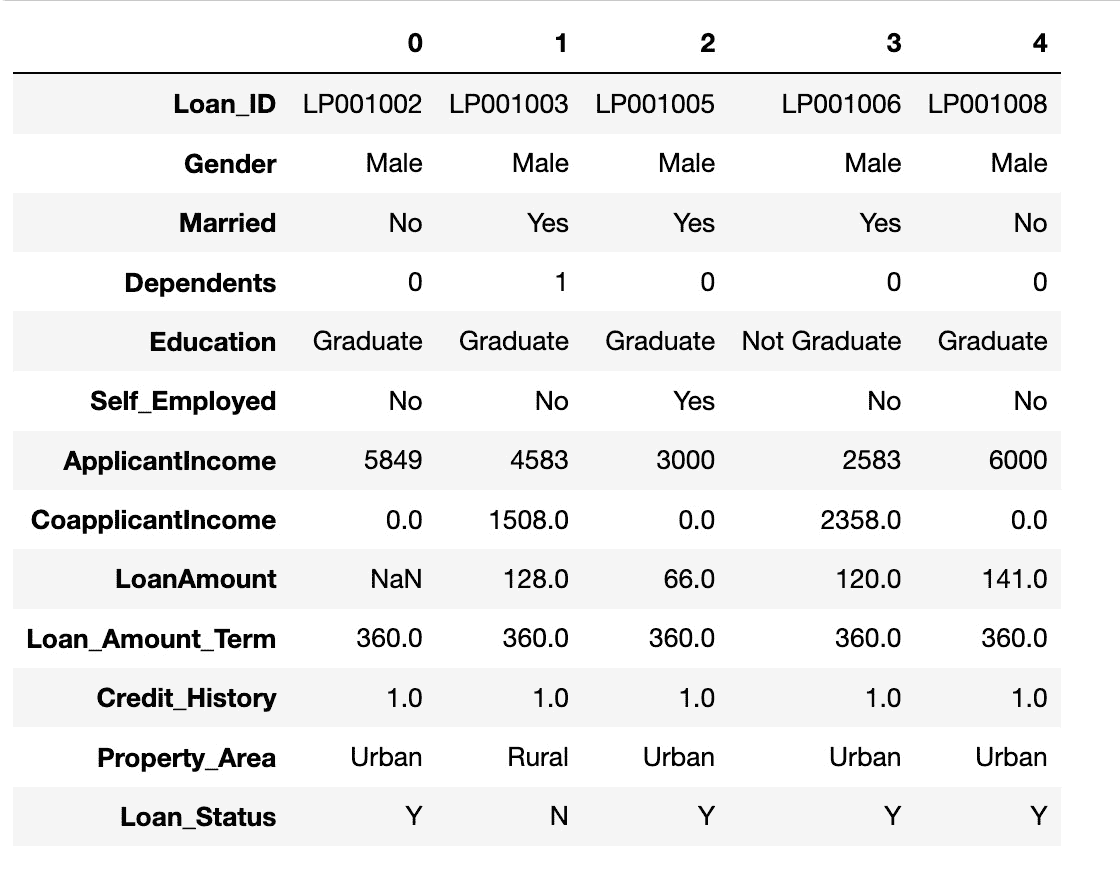 0 1 2 3 4
Loan_ID LP001002 LP001003 LP001005 LP001006 LP001008
Gender Male Male Male Male Male
Married No Yes Yes Yes No
Dependents 0 1 0 0 0
Education Graduate Graduate Graduate Not Graduate Graduate
Self_Employed No No Yes No No
ApplicantIncome 5849 4583 3000 2583 6000
CoapplicantIncome 0.0 1508.0 0.0 2358.0 0.0
LoanAmount NaN 128.0 66.0 120.0 141.0
Loan_Amount_Term 360.0 360.0 360.0 360.0 360.0
Credit_History 1.0 1.0 1.0 1.0 1.0
Property_Area Urban Rural Urban Urban Urban
Loan_Status Y N Y Y Y